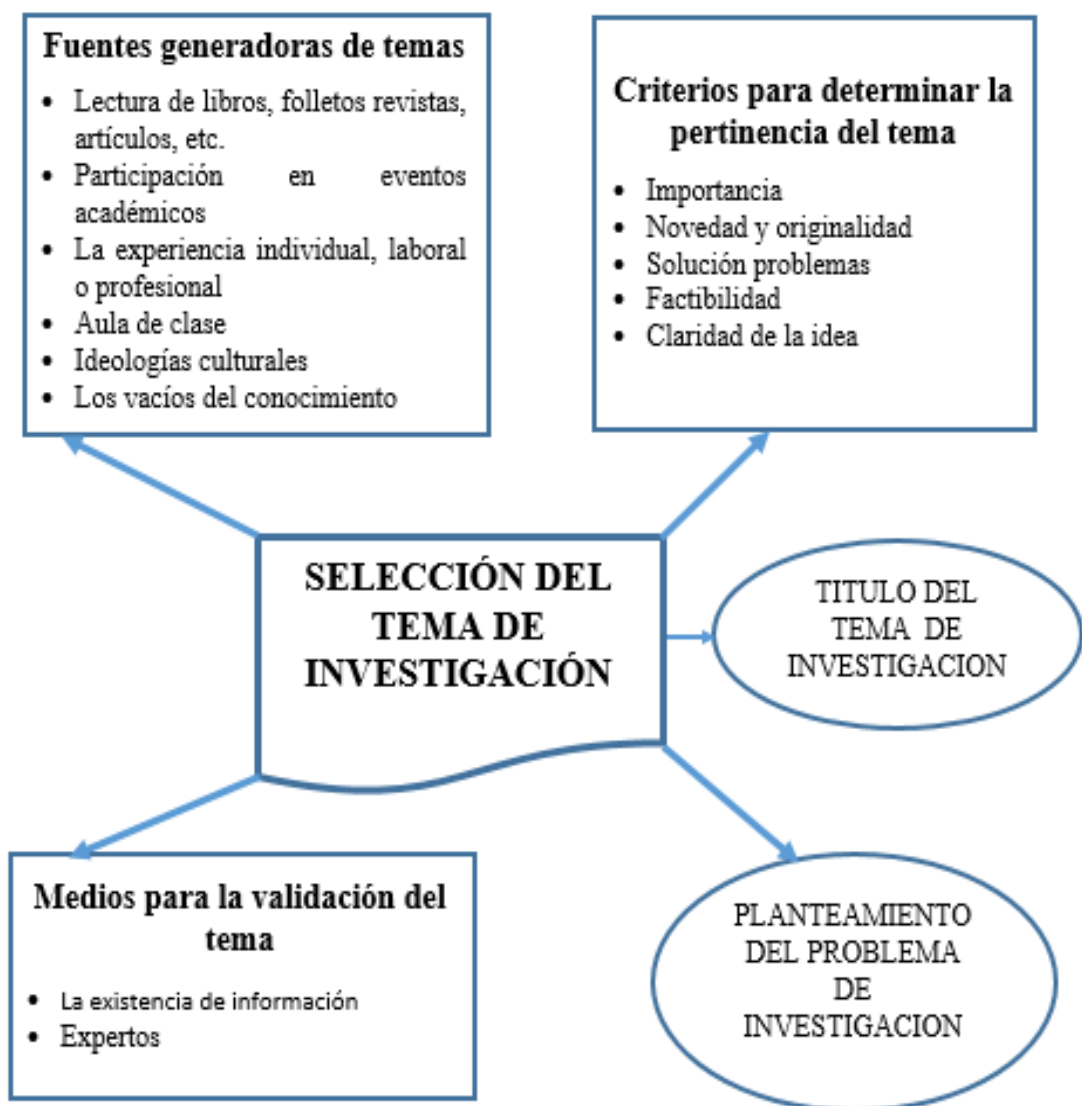 Fuentes generadoras de temas
• Lectura de libros, folletos revistas,
artículos, etc.
• Participación en eventos
académicos
• La experiencia individual, laboral
o profesional
• Aula de clase
• Ideologías culturales
• Los vacíos del conocimiento
Criterios para determinar la
pertinencia del tema
• Importancia
• Novedad y originalidad
• Solución problemas
• Factibilidad
• Claridad de la idea
SELECCIÓN DEL
TEMA DE
INVESTIGACIÓN
TITULO DEL
TEMA DE
INVESTIGACION
Medios para la validación del
tema
• La existencia de información
• Expertos
PLANTEAMIENTO
DEL PROBLEMA
DE
INVESTIGACION